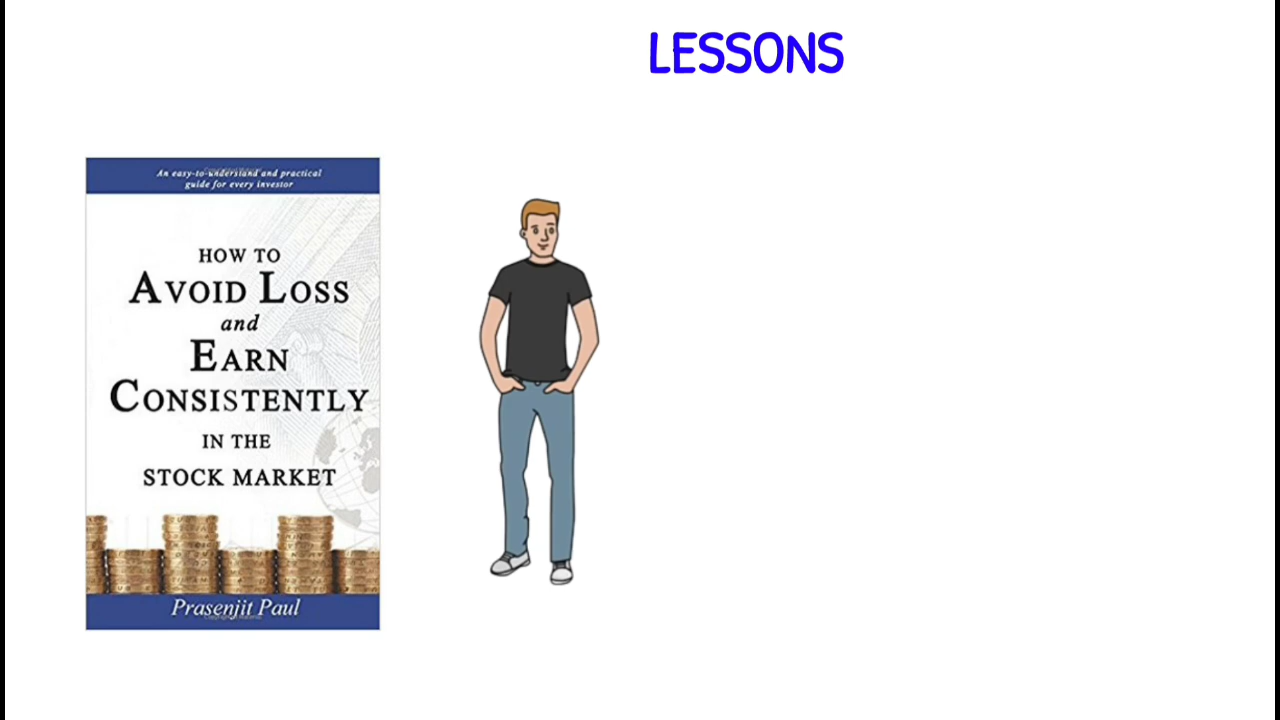 LESSONS
An easy-to-understand and practical
guide for every investor
HOW TO
AVOID LOSS
and
EARN
CONSISTENTLY
IN THE
STOCK MARKET
Prasenjit Paul